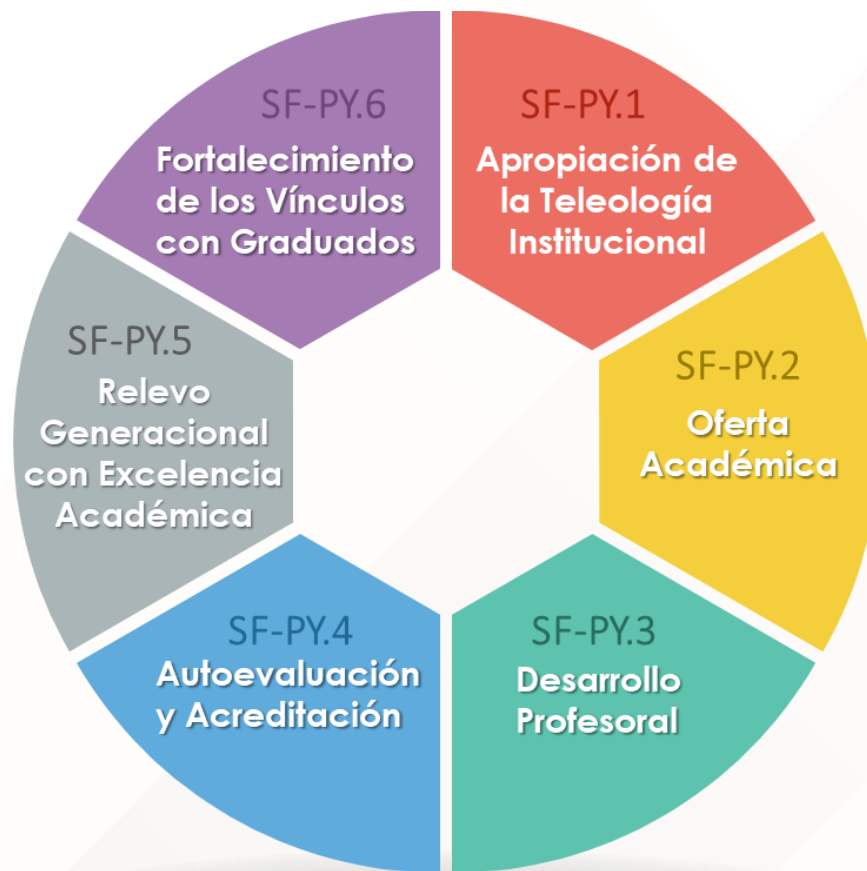 SF-PY.1
Apropiación de
la Teleología
Institucional
SF-PY.2
Oferta
Académica
SF-PY.3
Desarrollo
Profesoral
SF-PY.4
Autoevaluación
y Acreditación
SF-PY.5
Relevo
Generacional
con Excelencia
Académica
SF-PY.6
Fortalecimiento
de los Vínculos
con Graduados